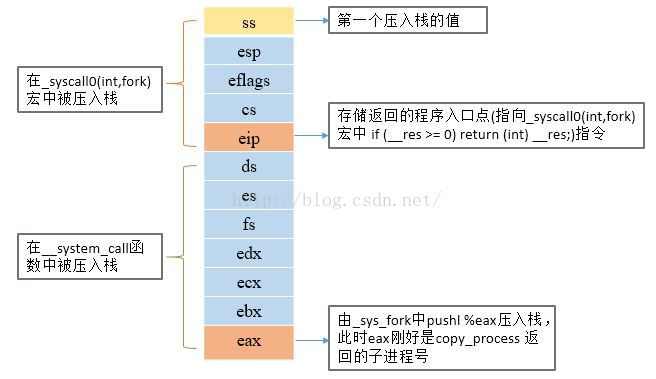 ss
第一个压入栈的值
esp
eflags
在_syscall0(int,fork)
宏中被压入栈
cs
eip
存储返回的程序入口点(指向_syscall0(int,fork)
宏中 if (__res >= 0) return (int) __res;)指令
ds
es
http://blog.csdn.net/
fs
在__system_call函
数中被压入栈
edx
ecx
ebx
eax
由_sys_fork中pushl %eax压入栈，
此时eax刚好是copy_process 返
回的子进程号